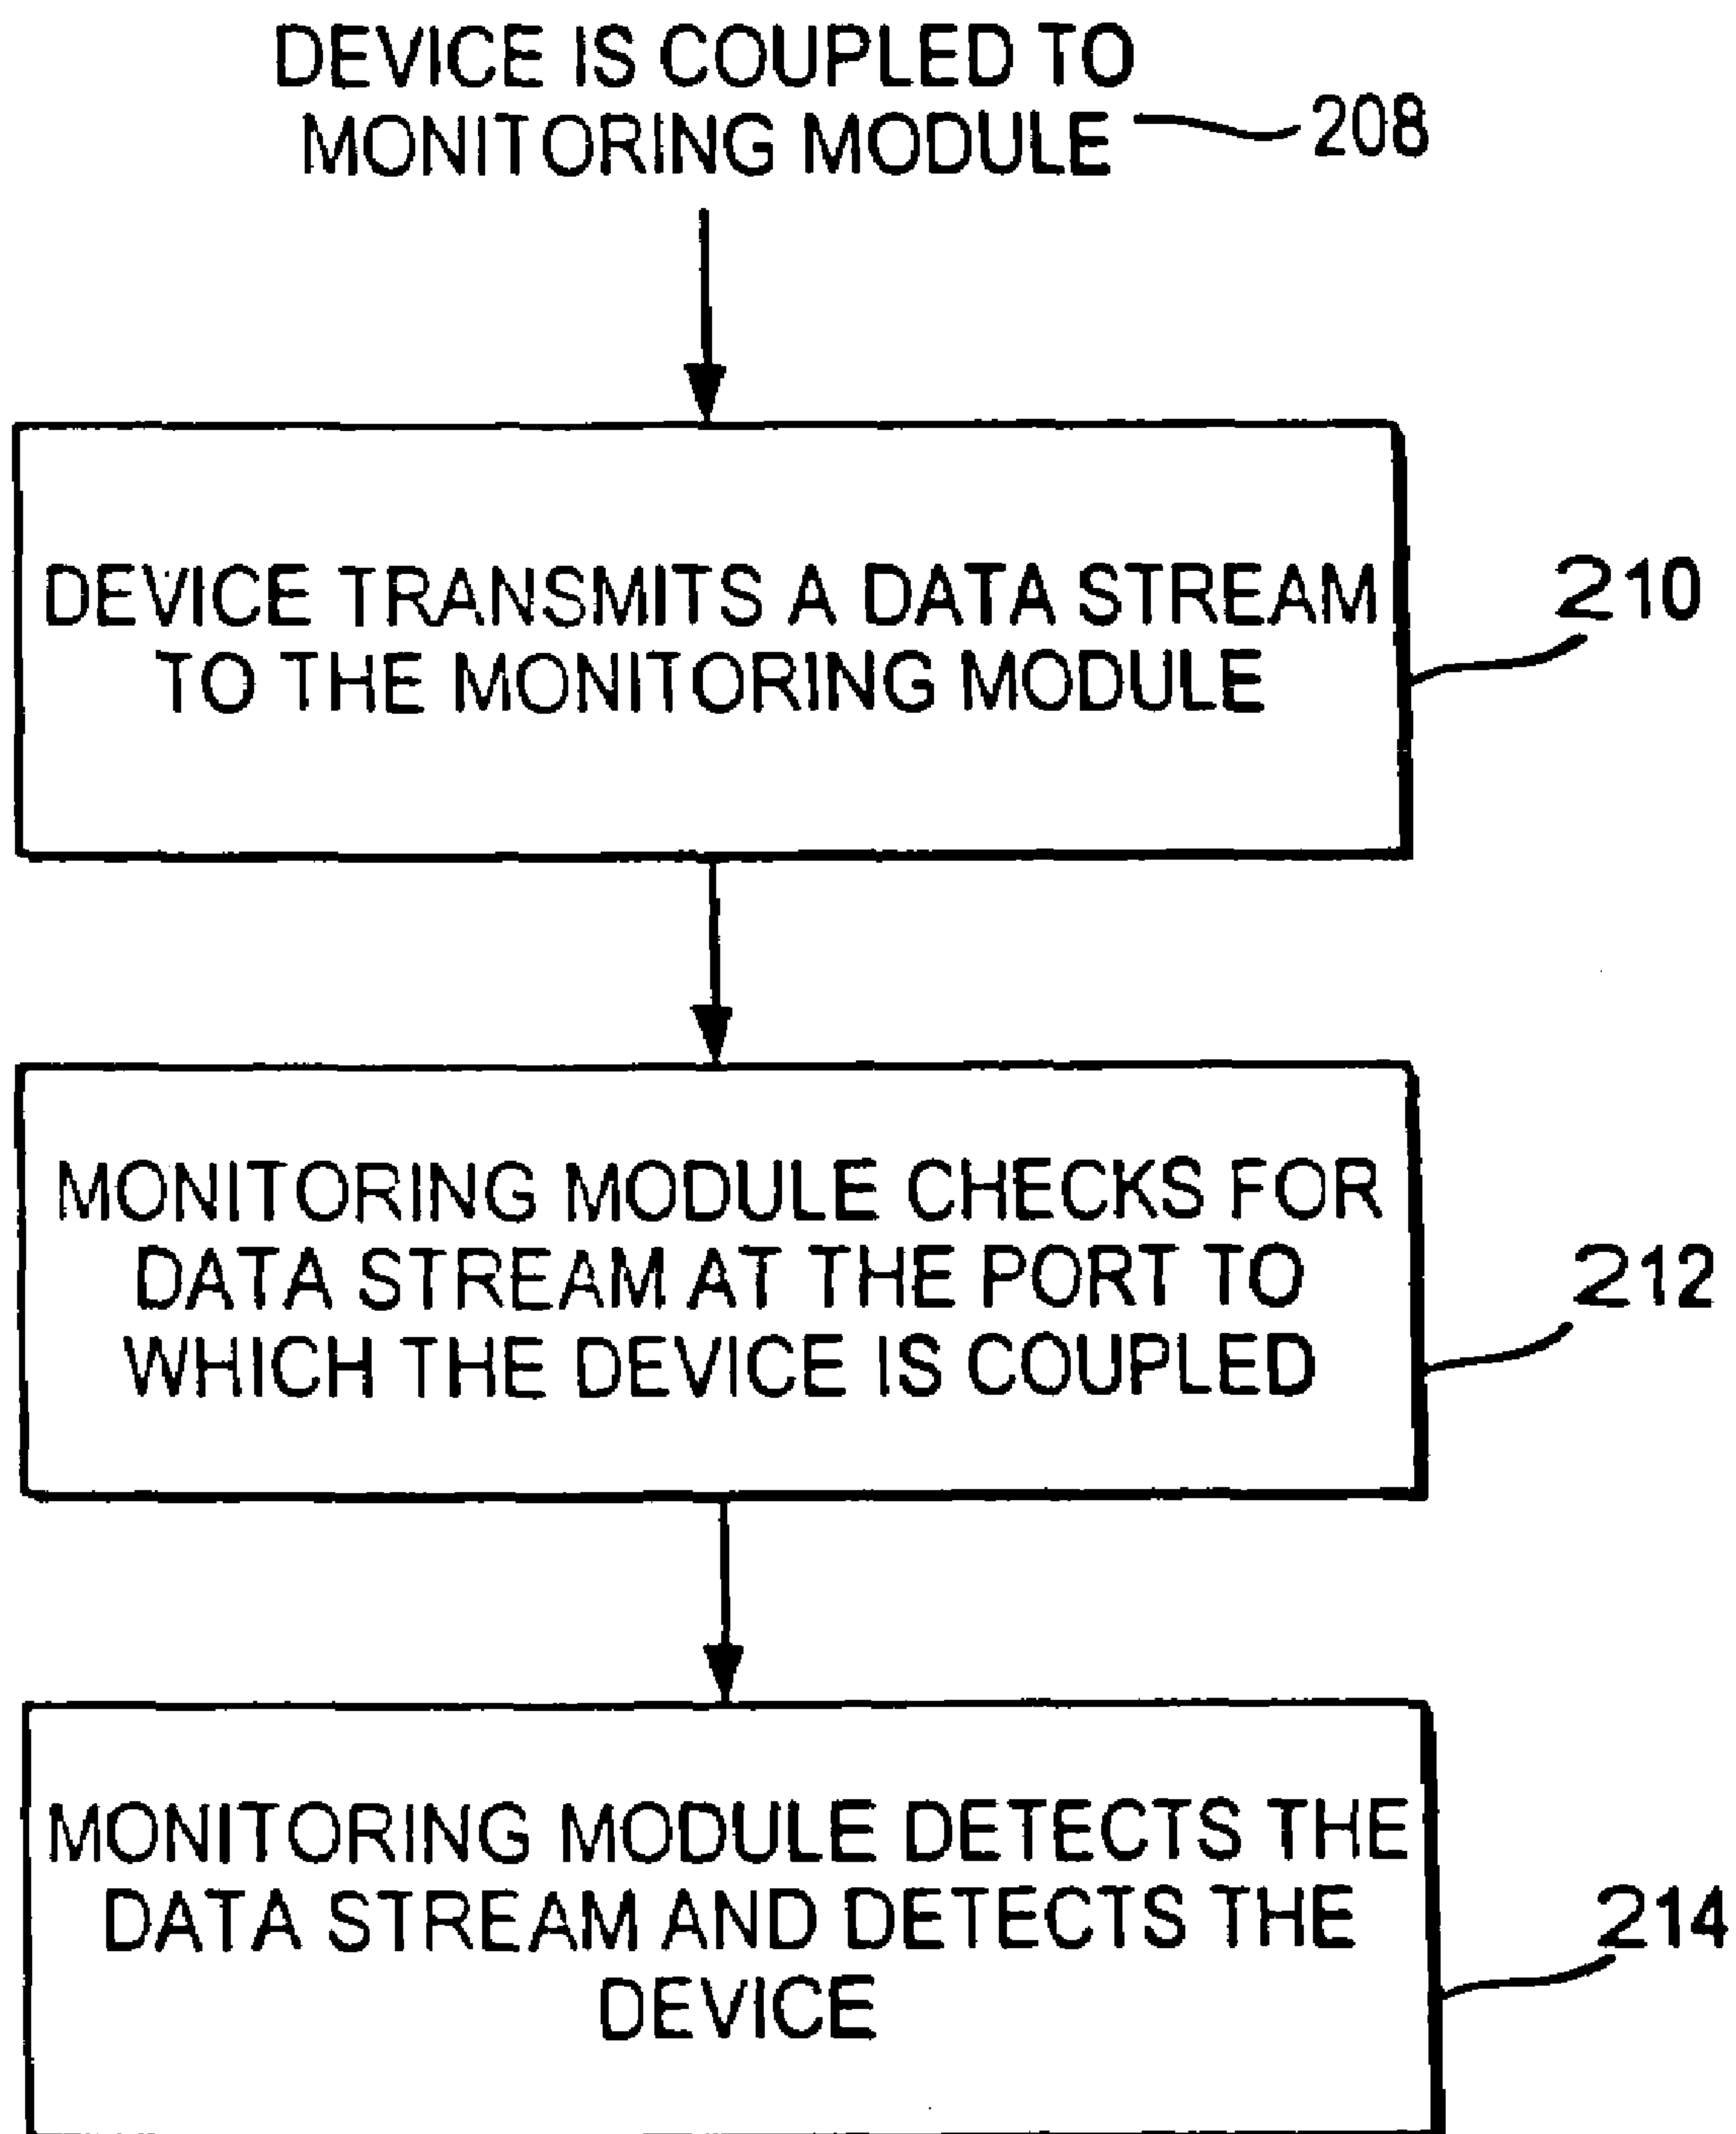 DEVICE IS COUPLED TO
MONITORING MODULE 208
DEVICE TRANSMITS A DATA STREAM
TO THE MONITORING MODULE
210
MONITORING MODULE CHECKS FOR
DATA STREAM AT THE PORT TO
WHICH THE DEVICE IS COUPLED
212
MONITORING MODULE DETECTS THE
DATA STREAM AND DETECTS THE
DEVICE
214